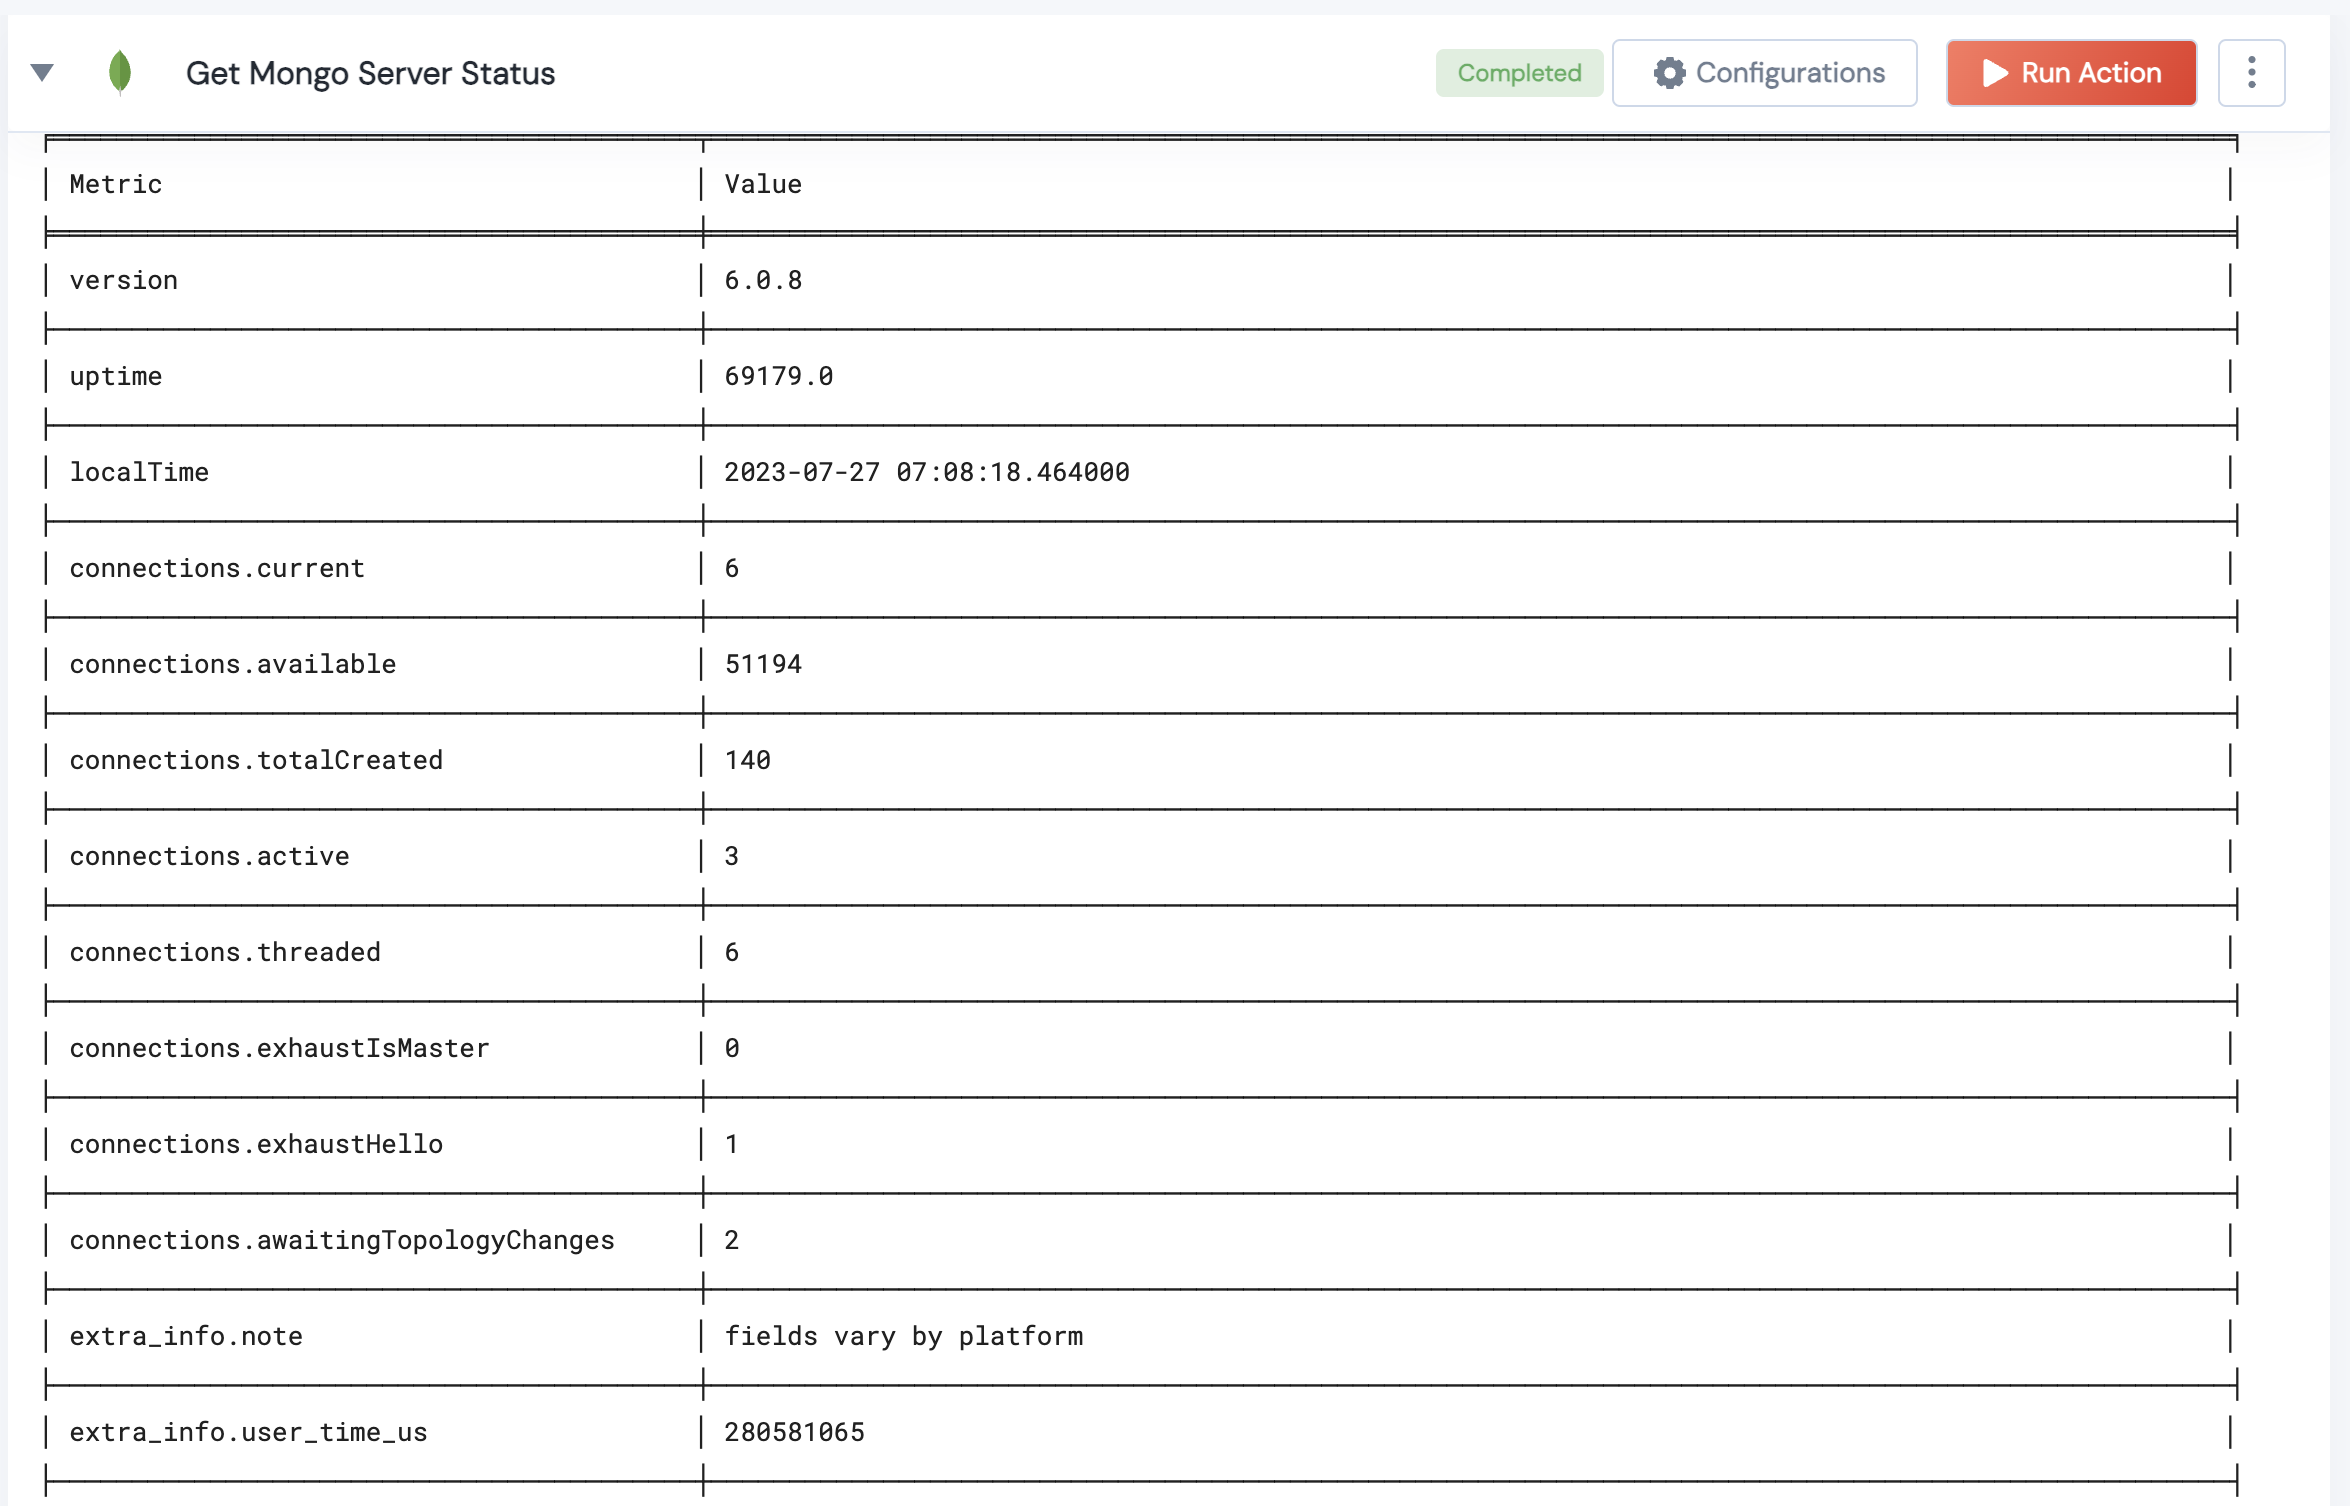 Get Mongo Server Status Completed Configurations Run Action
Metric Value
version 6.0.8
uptime 69179.0
localTime 2023-07-27 07:08:18.464000
connections.current 6
connections.available 51194
connections.totalCreated 140
connections.active 3
connections.threaded 6
connections.exhaustIsMaster 0
connections.exhaustHello 1
connections.awaitingTopologyChanges 2
extra_info.note fields vary by platform
extra_info.user_time_us 280581065